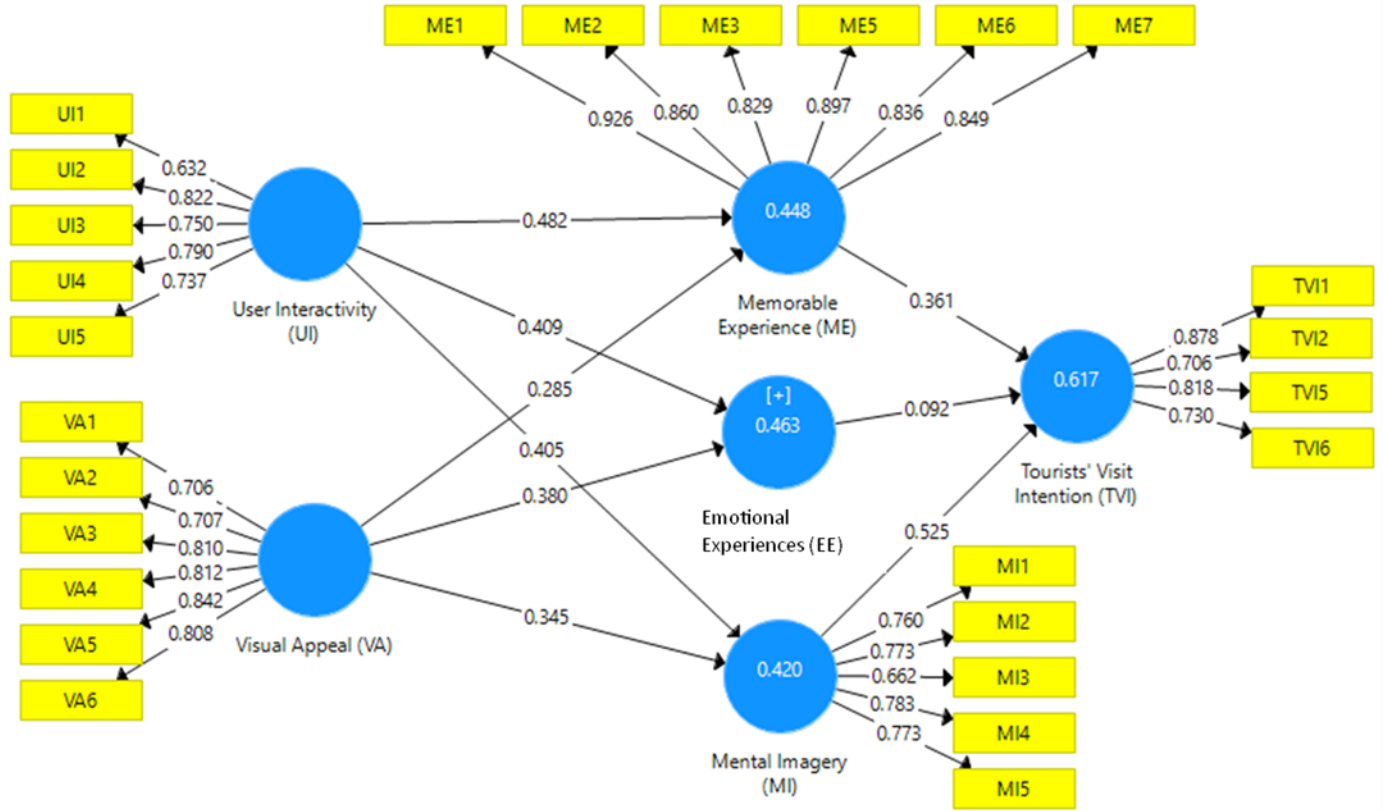 ME1
ME2
ME3
ME5
ME6
ME7
0.926
0.860
0.829
0.897
0.836
0.849
UI1
UI2
UI3
UI4
UI5
0.632
0.822
0.750
0.790
0.737
User Interactivity
(UI)
0.482
0.409
0.405
0.448
Memorable
Experience (ME)
0.361
VA1
VA2
VA3
VA4
VA5
VA6
0.706
0.707
0.810
0.812
0.842
0.808
Visual Appeal (VA)
0.285
0.380
0.345
[+]
0.463
Emotional
Experiences (EE)
0.092
0.617
Tourists' Visit
Intention (TVI)
0.878
0.706
0.818
0.730
TVI1
TVI2
TVI5
TVI6
0.420
Mental Imagery
(MI)
0.525
0.760
0.773
0.662
0.783
0.773
MI1
MI2
MI3
MI4
MI5